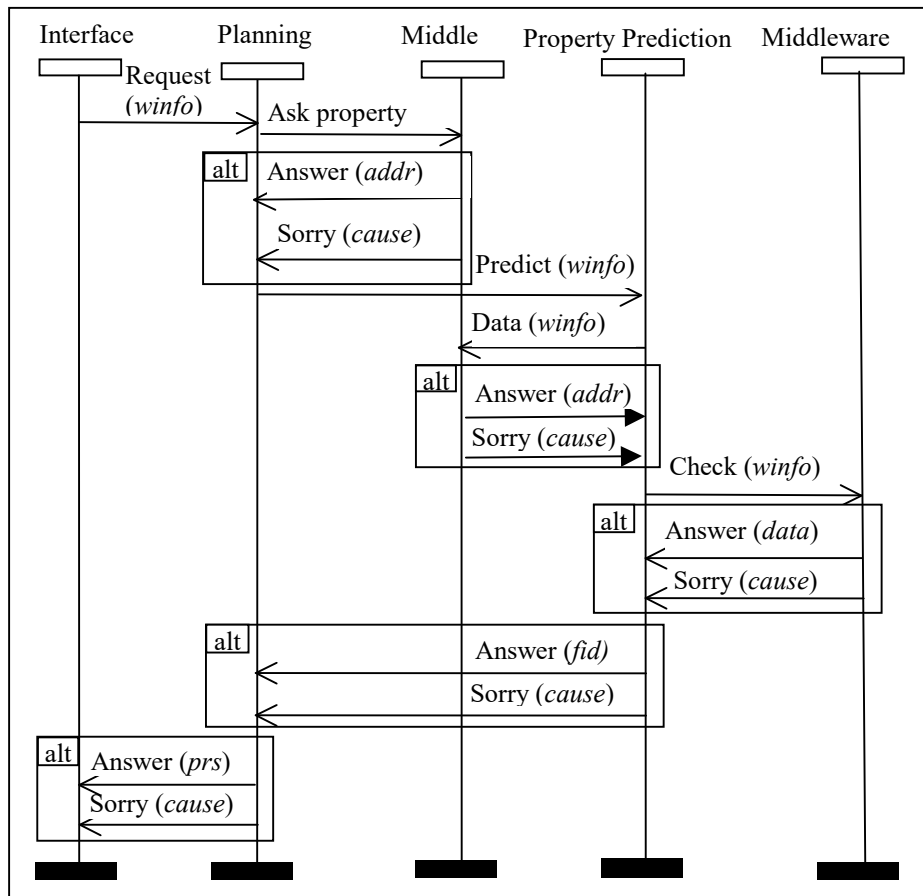 Interface Planning Middle Property Prediction Middleware
Request
(winfo)
Ask property
alt
Answer (addr)
Sorry (cause)
Predict (winfo)
Data (winfo)
alt
Answer (addr)
Sorry (cause)
Check (winfo)
alt
Answer (data)
Sorry (cause)
alt
Answer (fid)
Sorry (cause)
alt
Answer (prs)
Sorry (cause)